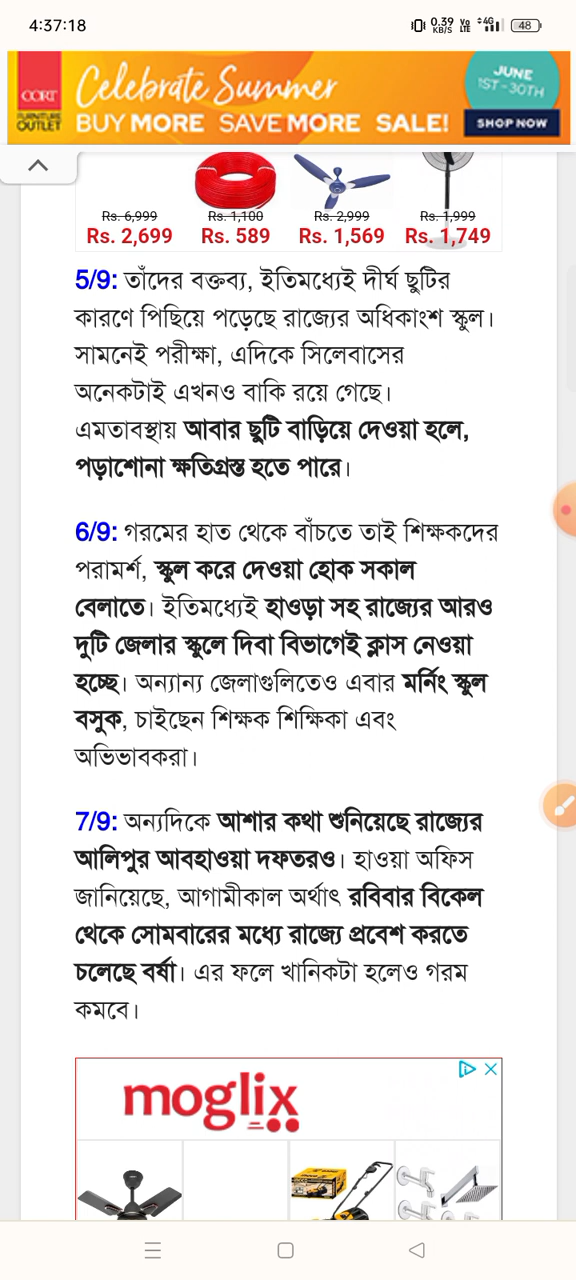 4:37:18
0.39 KB/S
Vo LTE
4G
48
CORT
FURNITURE
OUTLET
Celebrate Summer
BUY MORE SAVE MORE SALE!
JUNE
1ST-30TH
SHOP NOW
Rs. 6,999 Rs. 1,100 Rs. 2,999 Rs. 1,999
Rs. 2,699 Rs. 589 Rs. 1,569 Rs. 1,749
5/9: তাঁদের বক্তব্য, ইতিমধ্যেই দীর্ঘ ছুটির
কারণে পিছিয়ে পড়েছে রাজ্যের অধিকাংশ স্কুল।
সামনেই পরীক্ষা, এদিকে সিলেবাসের
অনেকটাই এখনও বাকি রয়ে গেছে।
এমতাবস্থায় আবার ছুটি বাড়িয়ে দেওয়া হলে,
পড়াশোনা ক্ষতিগ্রস্ত হতে পারে।
6/9: গরমের হাত থেকে বাঁচতে তাই শিক্ষকদের
পরামর্শ, স্কুল করে দেওয়া হোক সকাল
বেলাতে। ইতিমধ্যেই হাওড়া সহ রাজ্যের আরও
দুটি জেলার স্কুলে দিবা বিভাগেই ক্লাস নেওয়া
হচ্ছে। অন্যান্য জেলাগুলিতেও এবার মর্নিং স্কুল
বসুক, চাইছেন শিক্ষক শিক্ষিকা এবং
অভিভাবকরা।
7/9: অন্যদিকে আশার কথা শুনিয়েছে রাজ্যের
আলিপুর আবহাওয়া দফতরও। হাওয়া অফিস
জানিয়েছে, আগামীকাল অর্থাৎ রবিবার বিকেল
থেকে সোমবারের মধ্যে রাজ্যে প্রবেশ করতে
চলেছে বর্ষা। এর ফলে খানিকটা হলেও গরম
কমবে।
moglix